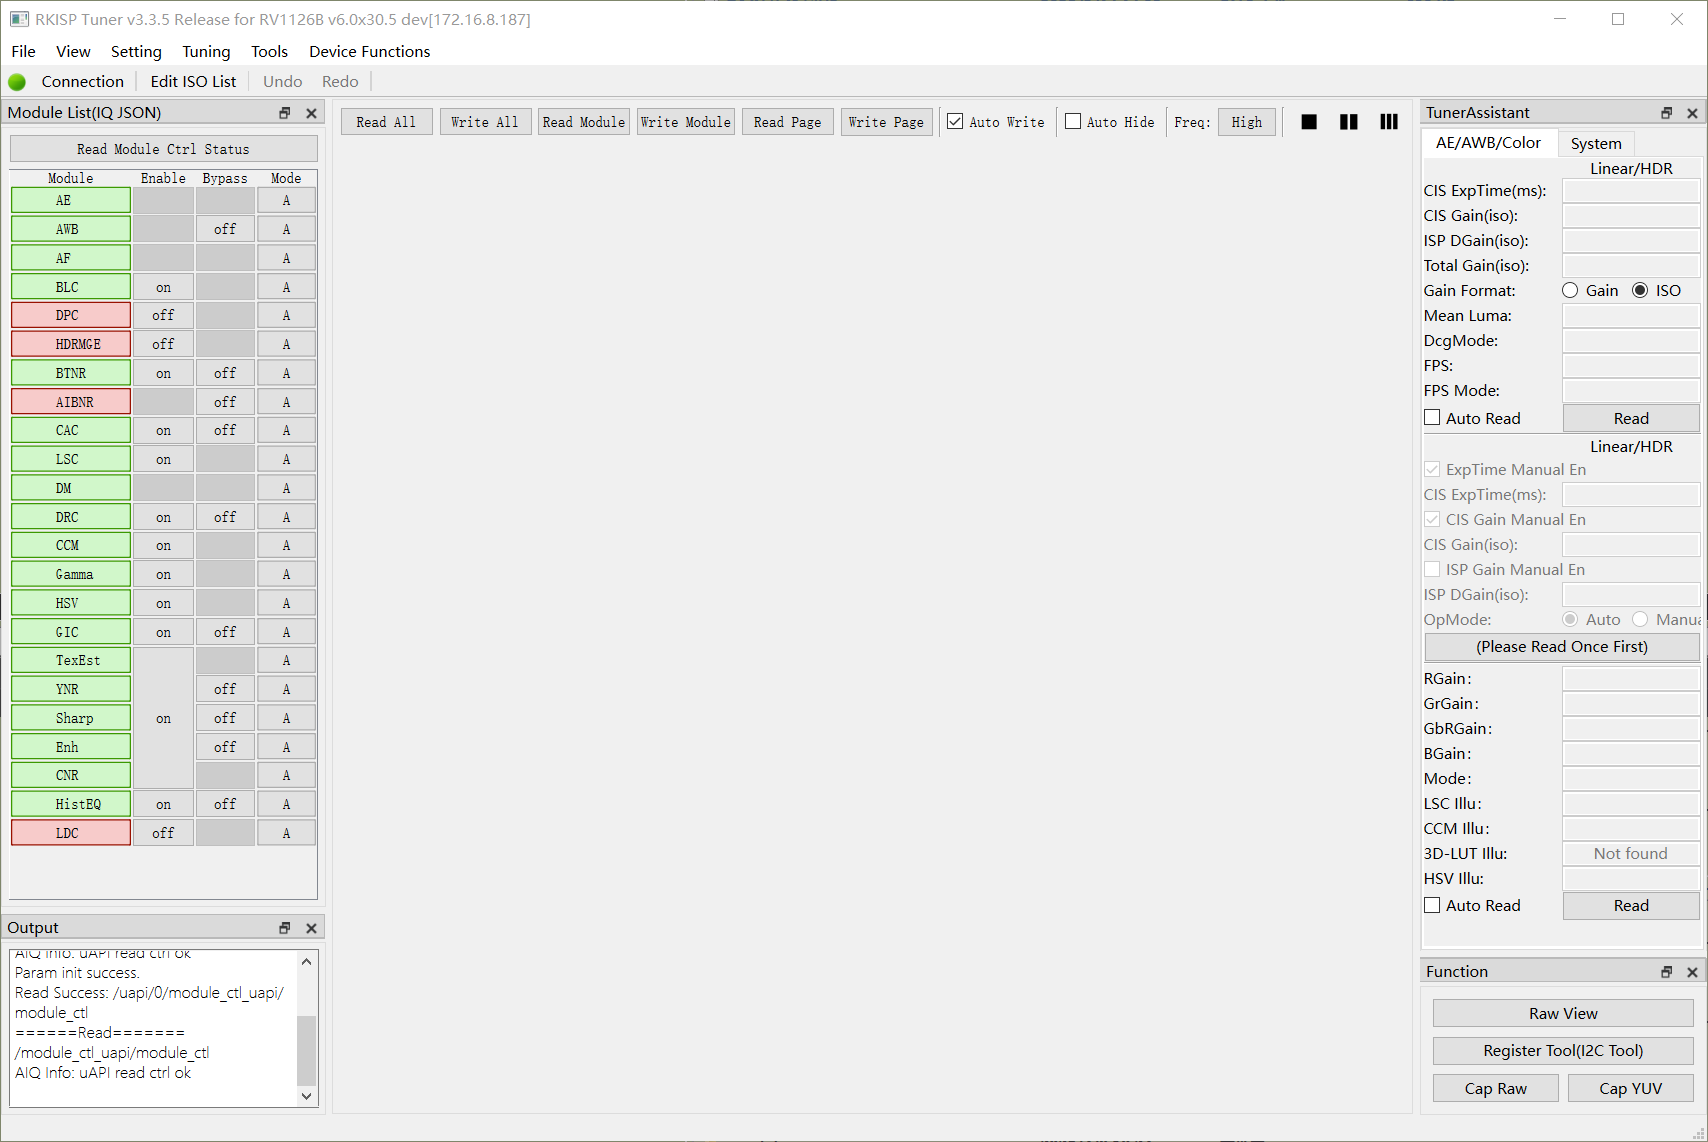 RKISP Tuner v3.3.5 Release for RV1126B v6.0x30.5 dev[172.16.8.187]
File View Setting Tuning Tools Device Functions
Connection Edit ISO List Undo Redo
Module List(IQ JSON)
Read Module Ctrl Status
Module Enable Bypass Mode
AE A
AWB off A
AF A
BLC on A
DPC off A
HDRMGE off A
BTNR on off A
AIBNR off A
CAC on off A
LSC on A
DM A
DRC on off A
CCM on A
Gamma on A
HSV on A
GIC on off A
TexEst A
YNR off A
Sharp on off A
Enh off A
CNR A
HistEQ on off A
LDC off A
Output
AIQ Info: uAPI read ctrl ok
Param init success.
Read Success: /uapi/0/module_ctl_uapi/
module_ctl
======Read=======
/module_ctl_uapi/module_ctl
AIQ Info: uAPI read ctrl ok
Read All Write All Read Module Write Module Read Page Write Page Auto Write Auto Hide Freq: High
TunerAssistant
AE/AWB/Color System
Linear/HDR
CIS ExpTime(ms):
CIS Gain(iso):
ISP DGain(iso):
Total Gain(iso):
Gain Format: Gain ISO
Mean Luma:
DcgMode:
FPS:
FPS Mode:
Auto Read Read
Linear/HDR
ExpTime Manual En
CIS ExpTime(ms):
CIS Gain Manual En
CIS Gain(iso):
ISP Gain Manual En
ISP DGain(iso):
OpMode: Auto Manua
(Please Read Once First)
RGain:
GrGain:
GbRGain:
BGain:
Mode:
LSC Illu:
CCM Illu:
3D-LUT Illu: Not found
HSV Illu:
Auto Read Read
Function
Raw View
Register Tool(I2C Tool)
Cap Raw Cap YUV